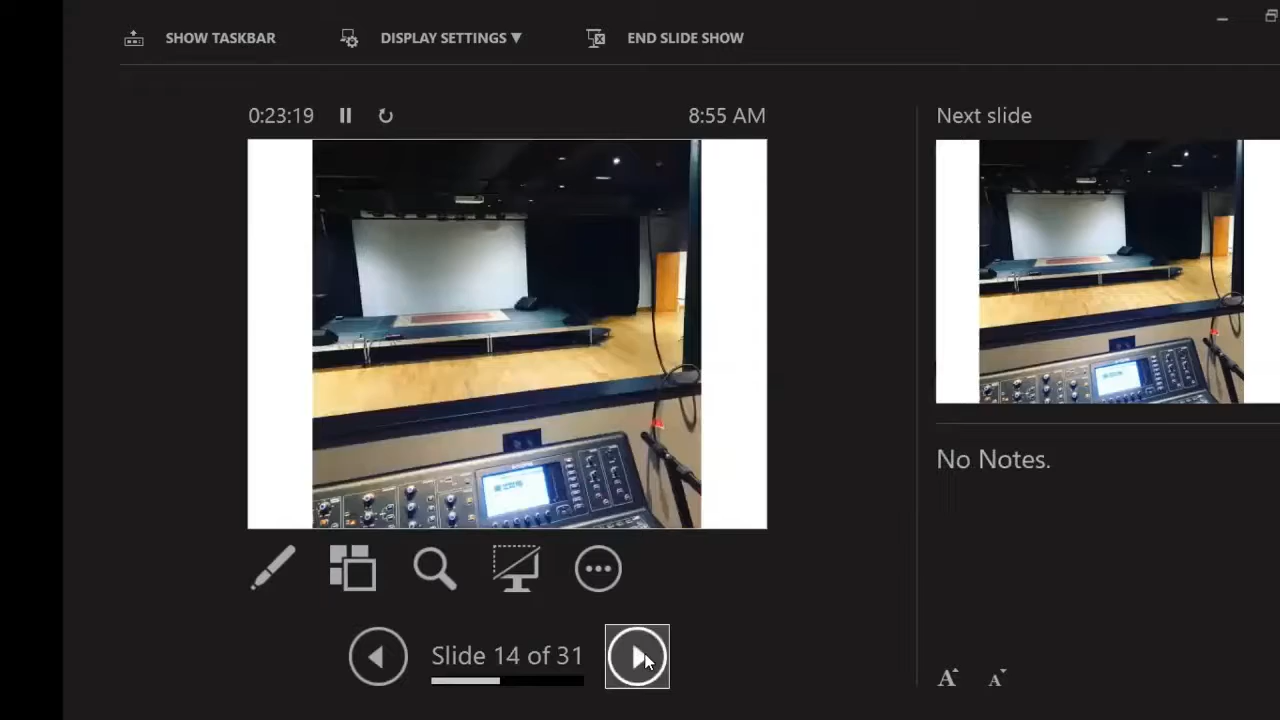 SHOW TASKBAR
DISPLAY SETTINGS ▼
END SLIDE SHOW
0:23:19
8:55 AM
Next slide
No Notes.
Slide 14 of 31
A
A